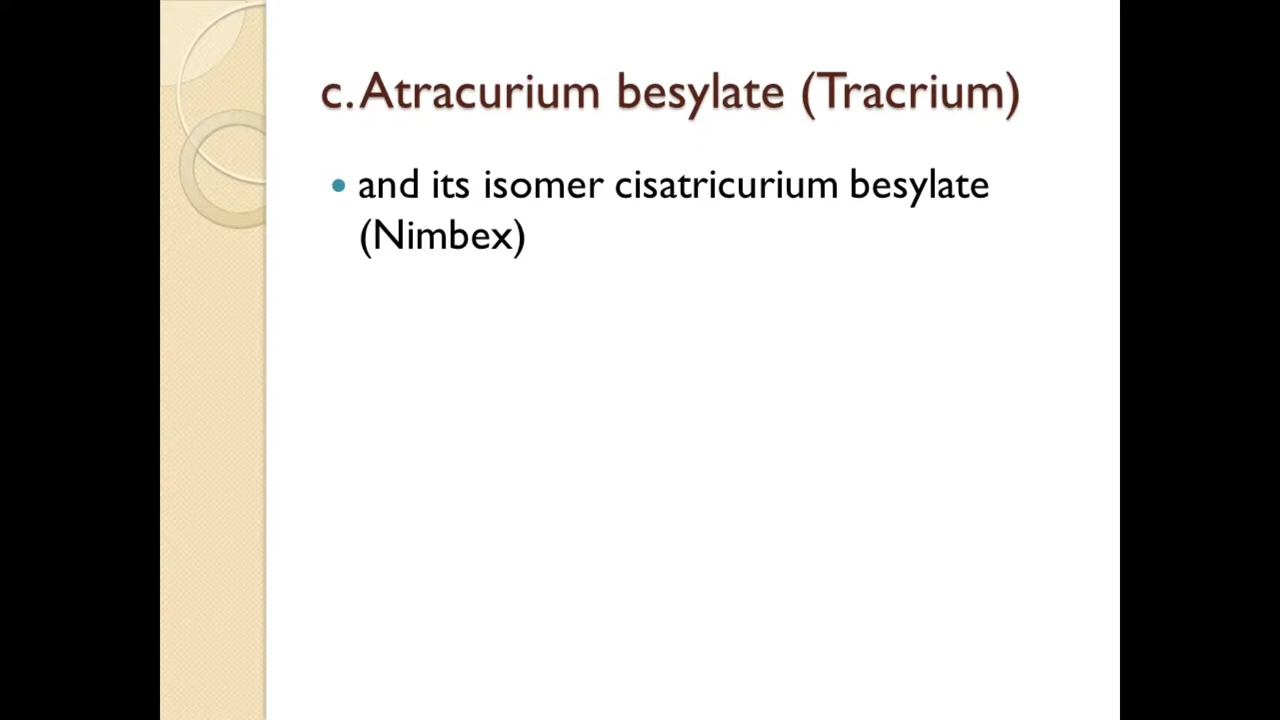 c. Atracurium besylate (Tracrium)
• and its isomer cisatricurium besylate
(Nimbex)